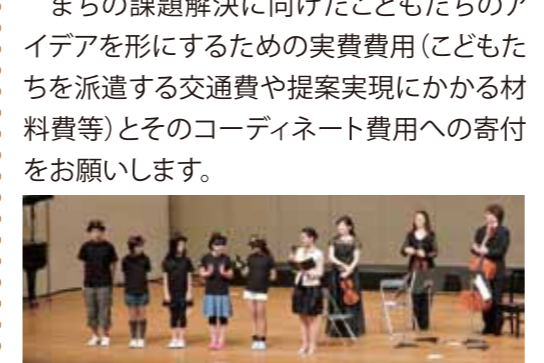 まちの課題解決に向けたこどもたちのア
イデアを形にするための実費費用（こどもた
ちを派遣する交通費や提案実現にかかる材
料費等）とそのコーディネート費用への寄付
をお願いします。